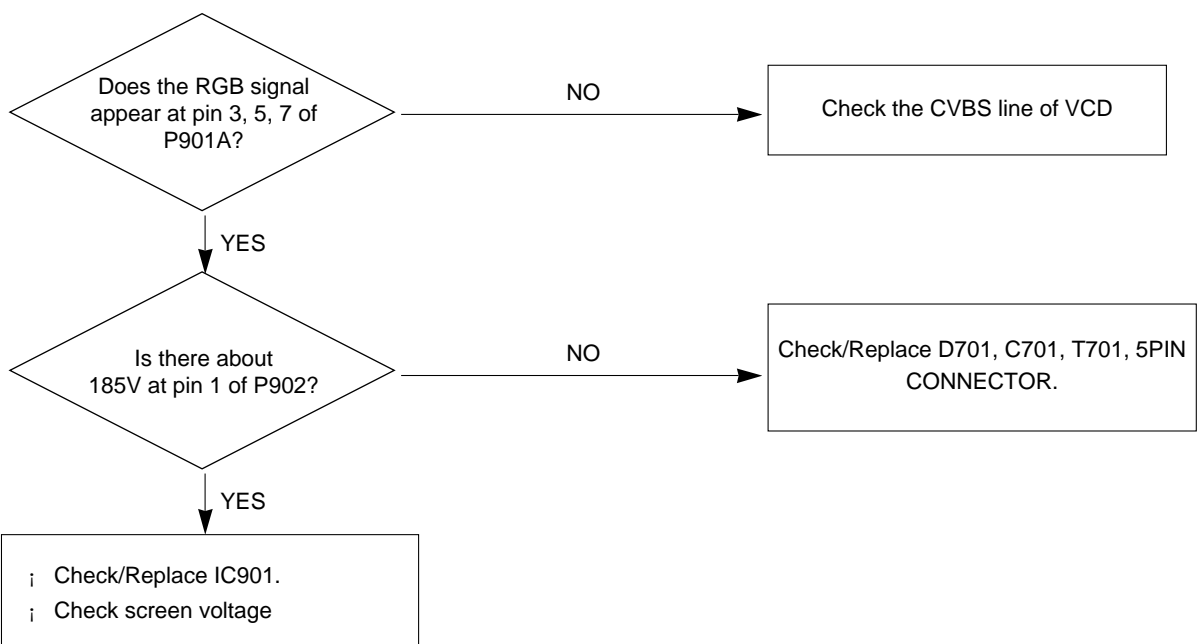 Does the RGB signal
appear at pin 3, 5, 7 of
P901A?
NO
Check the CVBS line of VCD
YES
Is there about
185V at pin 1 of P902?
NO
Check/Replace D701, C701, T701, 5PIN
CONNECTOR.
YES
¡ Check/Replace IC901.
¡ Check screen voltage